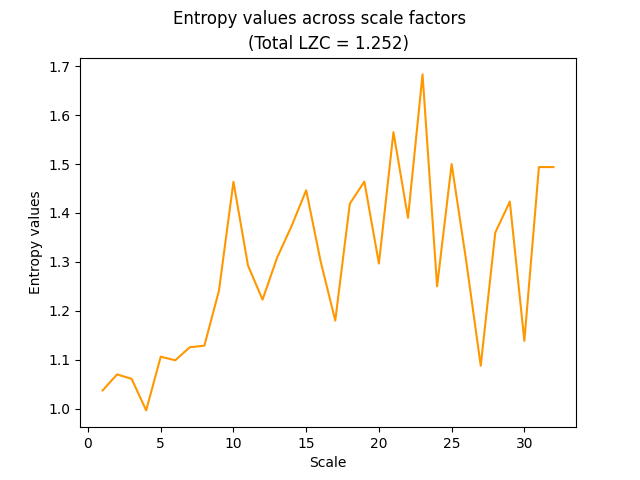 Entropy values across scale factors
(Total LZC = 1.252)
1.7
1.6
1.5
1.4
1.3
1.2
1.1
1.0
Entropy values
0 5 10 15 20 25 30
Scale